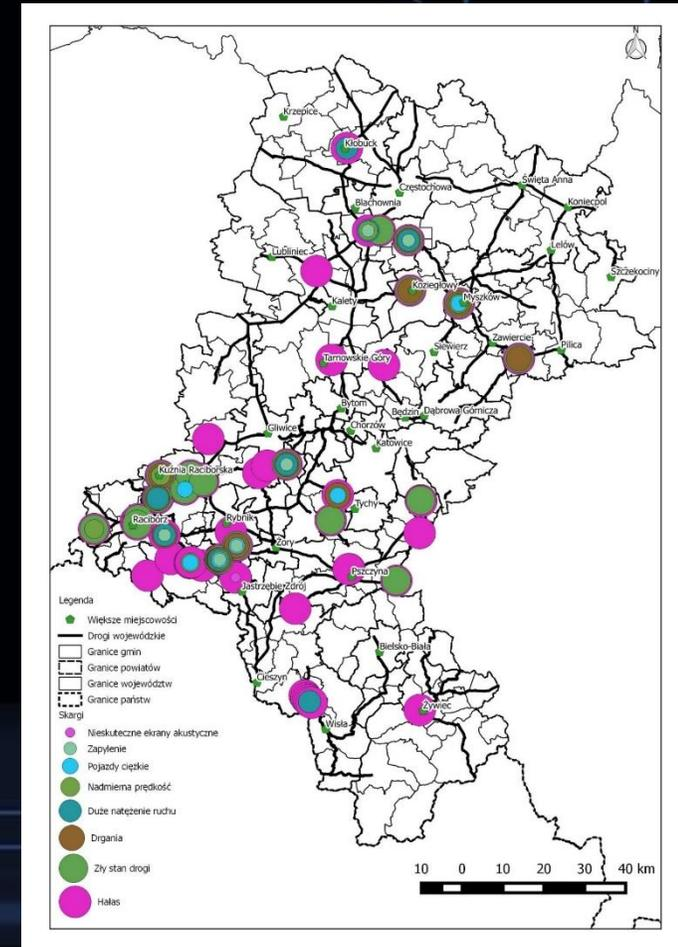 Krzepice
Kłobuck
Częstochowa
Święta Anna
Blachownia
Koniecpol
Lelów
Lubliniec
Szczekociny
Koziegłowy
Myszków
Kalety
Zawiercie
Siewierz
Pilica
Tarnowskie Góry
Bytom
Będzin
Dąbrowa Górnicza
Gliwice
Chorzów
Katowice
Kuźnia Raciborska
Tychy
Racibórz
Rybnik
Żory
Pszczyna
Jastrzębie Zdrój
Bielsko-Biała
Cieszyn
Żywiec
Wisła
Legenda
Większe miejscowości
Drogi wojewódzkie
Granice gmin
Granice powiatów
Granice województw
Granice państw
Skargi
Nieskuteczne ekrany akustyczne
Zapylenie
Pojazdy ciężkie
Nadmierna prędkość
Duże natężenie ruchu
Drgania
Zły stan drogi
Hałas
10 0 10 20 30 40 km